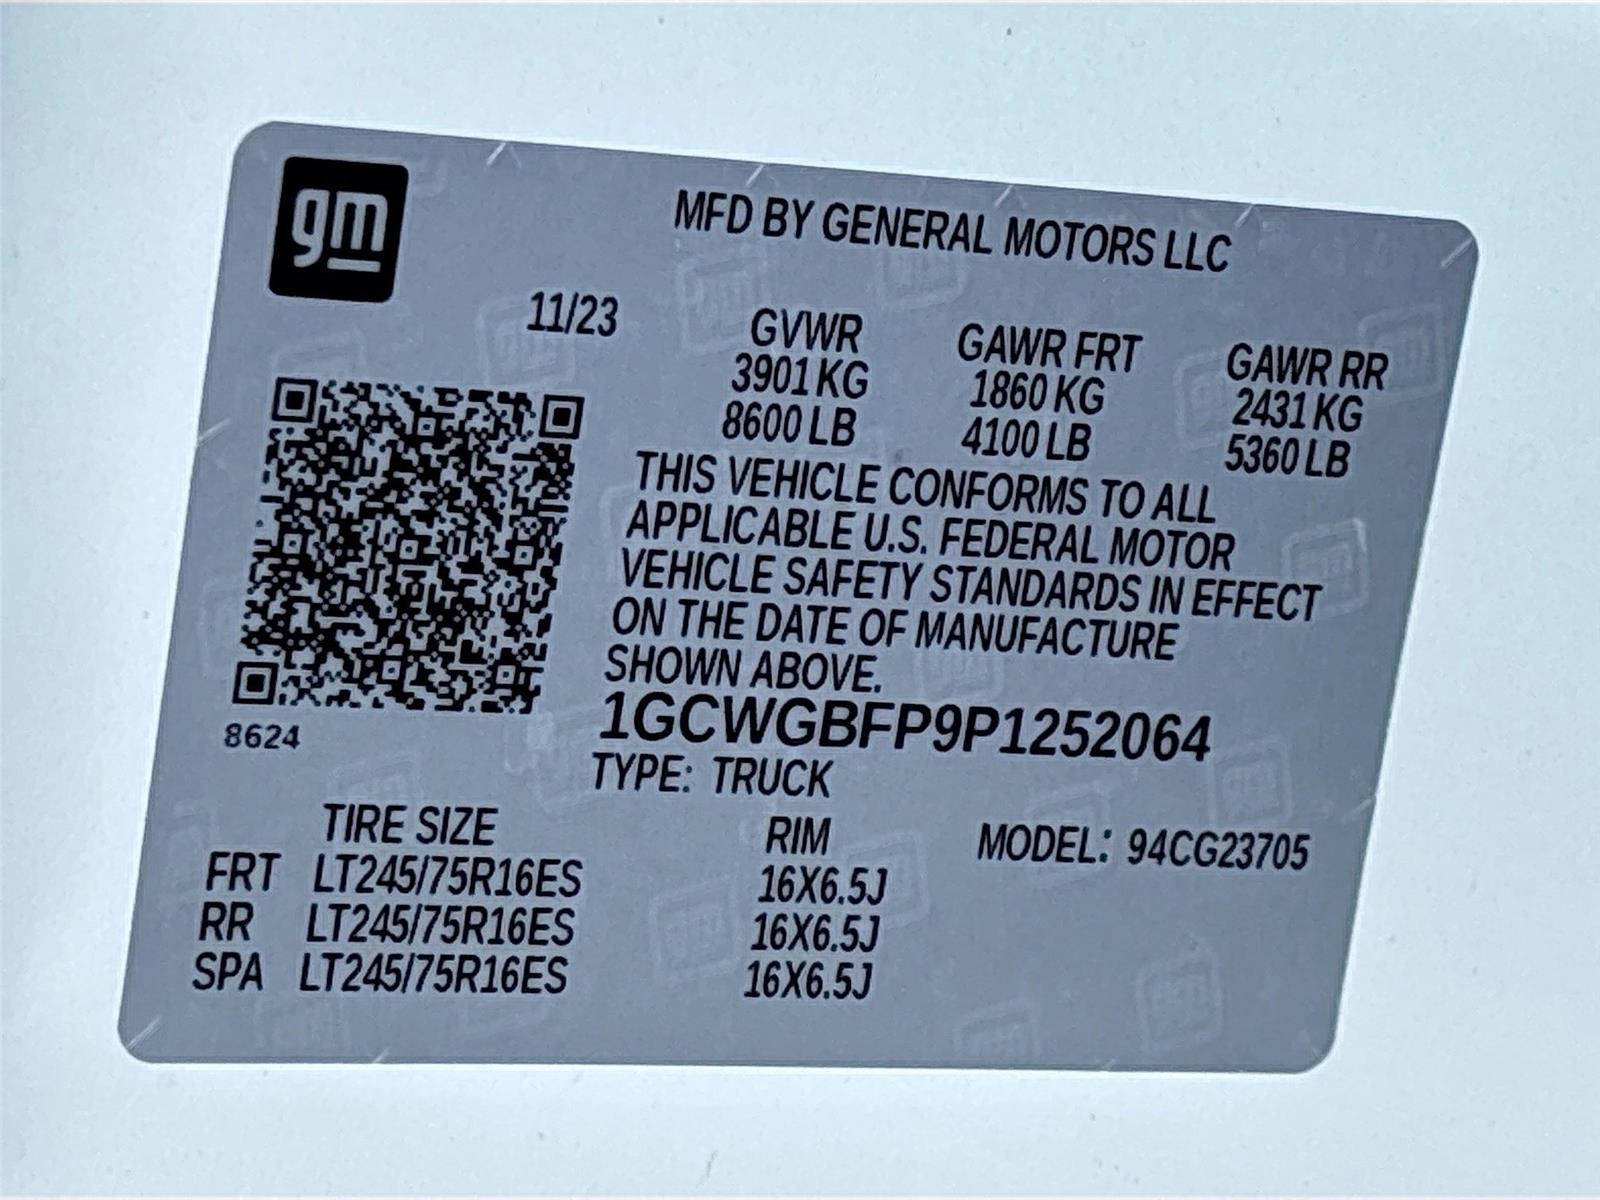 gm
MFD BY GENERAL MOTORS LLC
11/23
GVWR GAWR FRT GAWR RR
3901 KG 1860 KG 2431 KG
8600 LB 4100 LB 5360 LB
THIS VEHICLE CONFORMS TO ALL
APPLICABLE U.S. FEDERAL MOTOR
VEHICLE SAFETY STANDARDS IN EFFECT
ON THE DATE OF MANUFACTURE
SHOWN ABOVE.
1GCWGBFP9P1252064
8624
TYPE: TRUCK
TIRE SIZE RIM MODEL: 94CG23705
FRT LT245/75R16ES 16X6.5J
RR LT245/75R16ES 16X6.5J
SPA LT245/75R16ES 16X6.5J